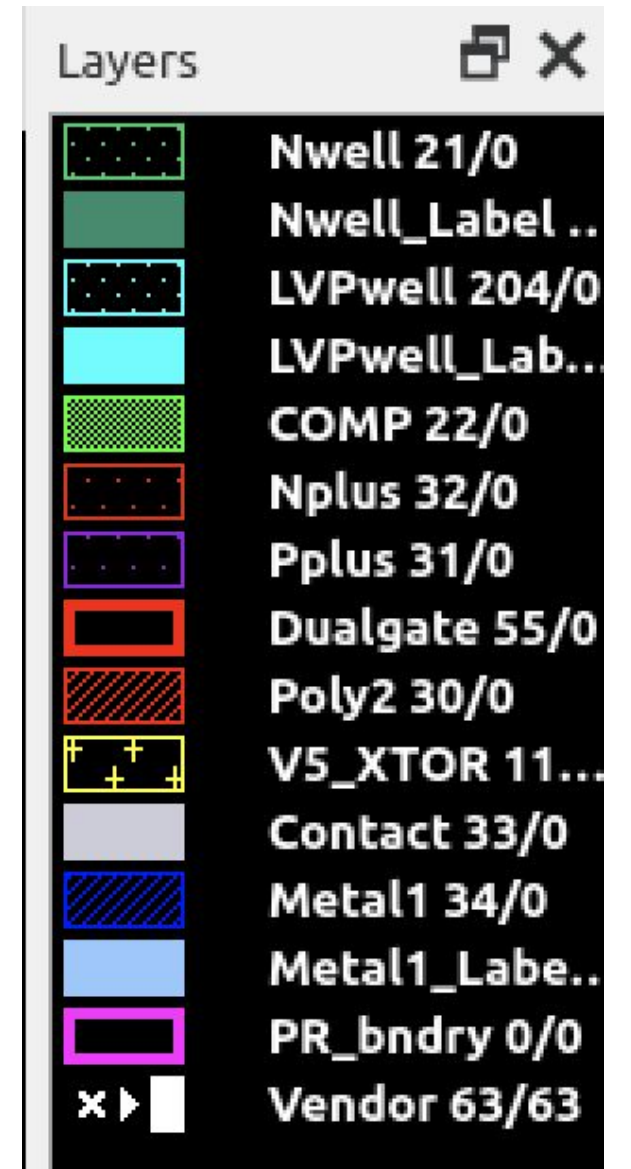 Layers
Nwell 21/0
Nwell_Label ..
LVPwell 204/0
LVPwell_Lab...
COMP 22/0
Nplus 32/0
Pplus 31/0
Dualgate 55/0
Poly2 30/0
V5_XTOR 11...
Contact 33/0
Metal1 34/0
Metal1_Labe..
PR_bndry 0/0
Vendor 63/63